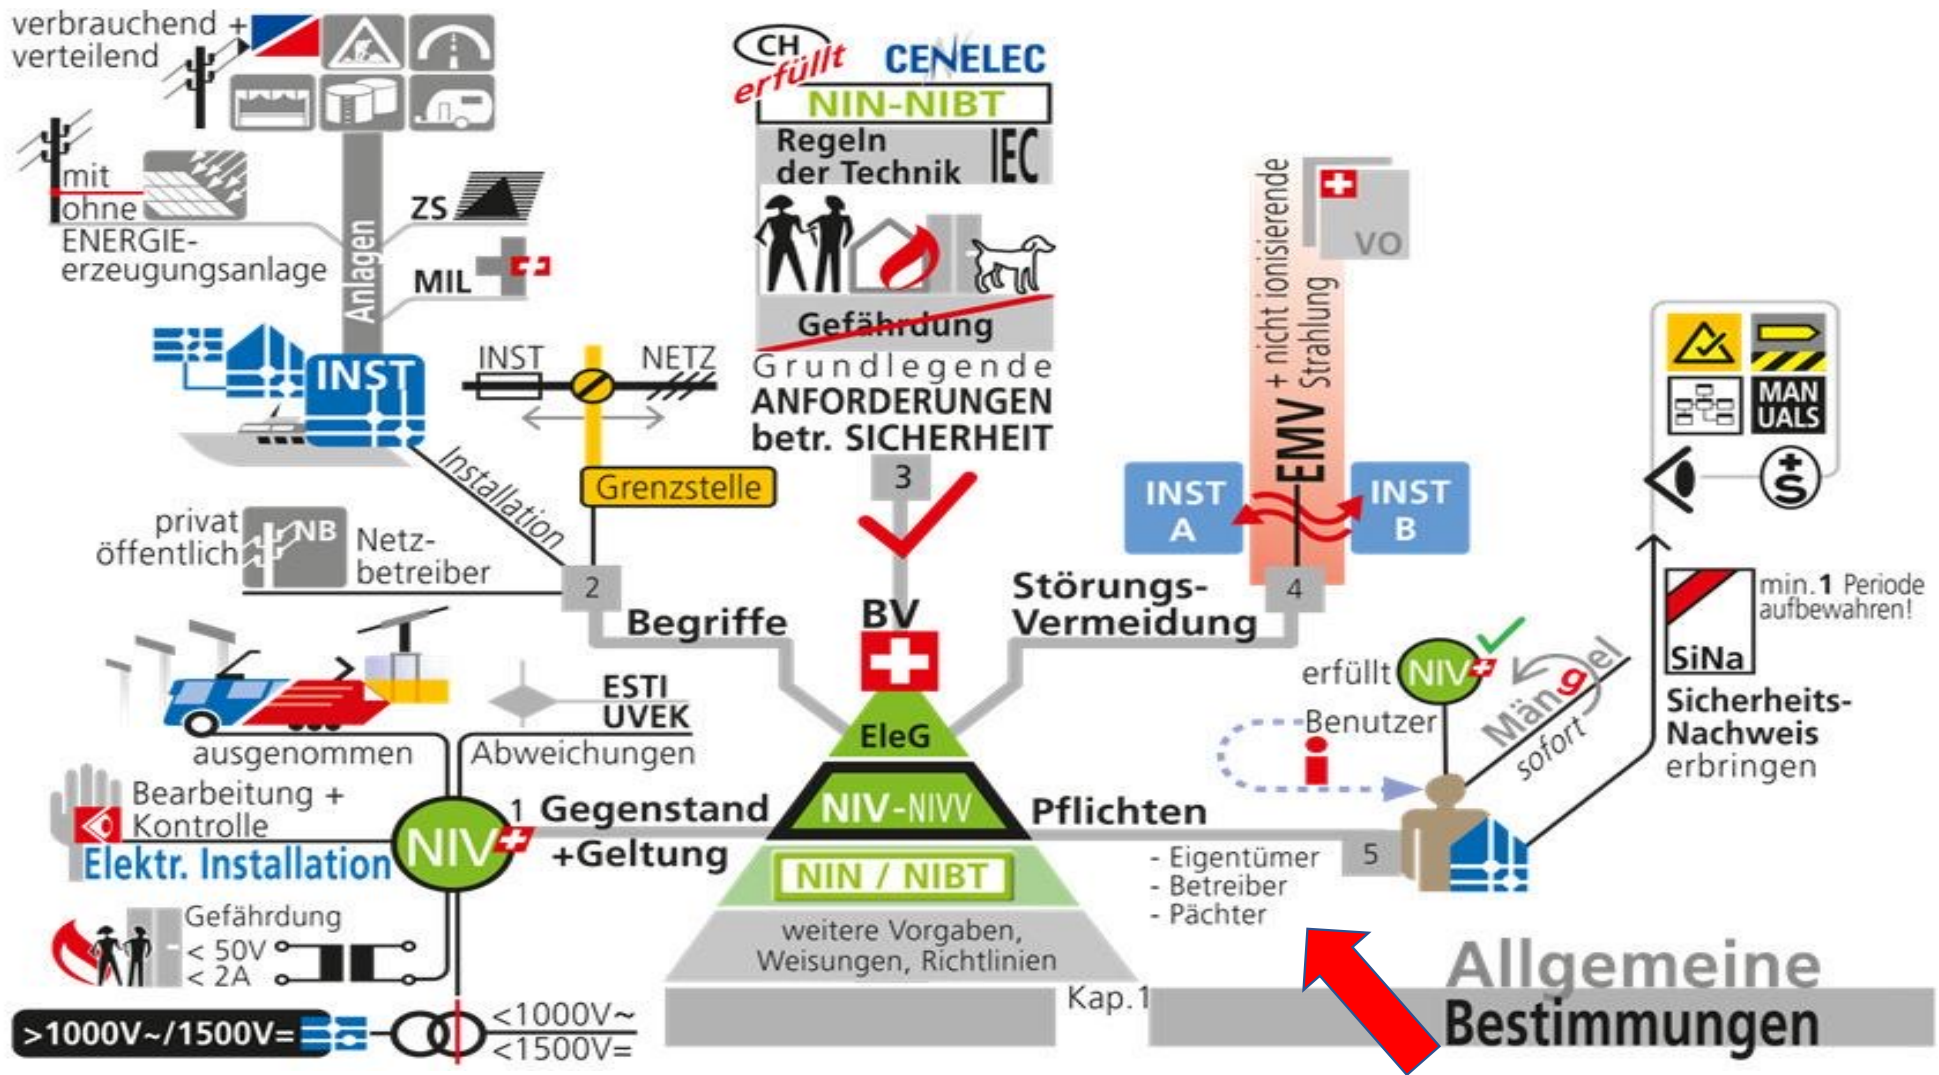 verbrauchend +
verteilend
mit
ohne
ENERGIE-
erzeugungsanlage
Anlagen
ZS
MIL
INST
INST
NETZ
Grenzstelle
Installation
privat
öffentlich
NB
Netz-
betreiber
2
Begriffe
CH
erfüllt
CENELEC
NIN-NIBT
Regeln
der Technik
IEC
Gefährdung
Grundlegende
ANFORDERUNGEN
betr. SICHERHEIT
3
BV
EleG
NIV-NIVV
NIN / NIBT
weitere Vorgaben,
Weisungen, Richtlinien
Kap.1
EMV + nicht ionisierende
Strahlung
VO
INST
A
INST
B
4
Störungs-
Vermeidung
ausgenommen
ESTI
UVEK
Abweichungen
Bearbeitung +
Kontrolle
Elektr. Installation
NIV
1 Gegenstand
+Geltung
Gefährdung
< 50V
< 2A
>1000V~/1500V=
<1000V~
<1500V=
Pflichten
- Eigentümer
- Betreiber
- Pächter
5
erfüllt
NIV
Benutzer
i
Mängel
sofort
MAN
UALS
+
S
SiNa
min.1 Periode
aufbewahren!
Sicherheits-
Nachweis
erbringen
Allgemeine
Bestimmungen